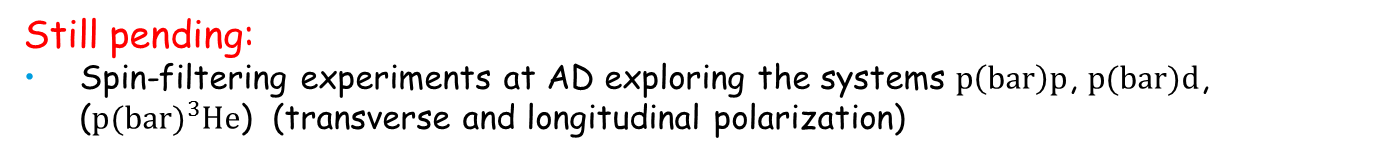 Still pending:
• Spin-filtering experiments at AD exploring the systems p(bar)p, p(bar)d,
(p(bar)³He) (transverse and longitudinal polarization)